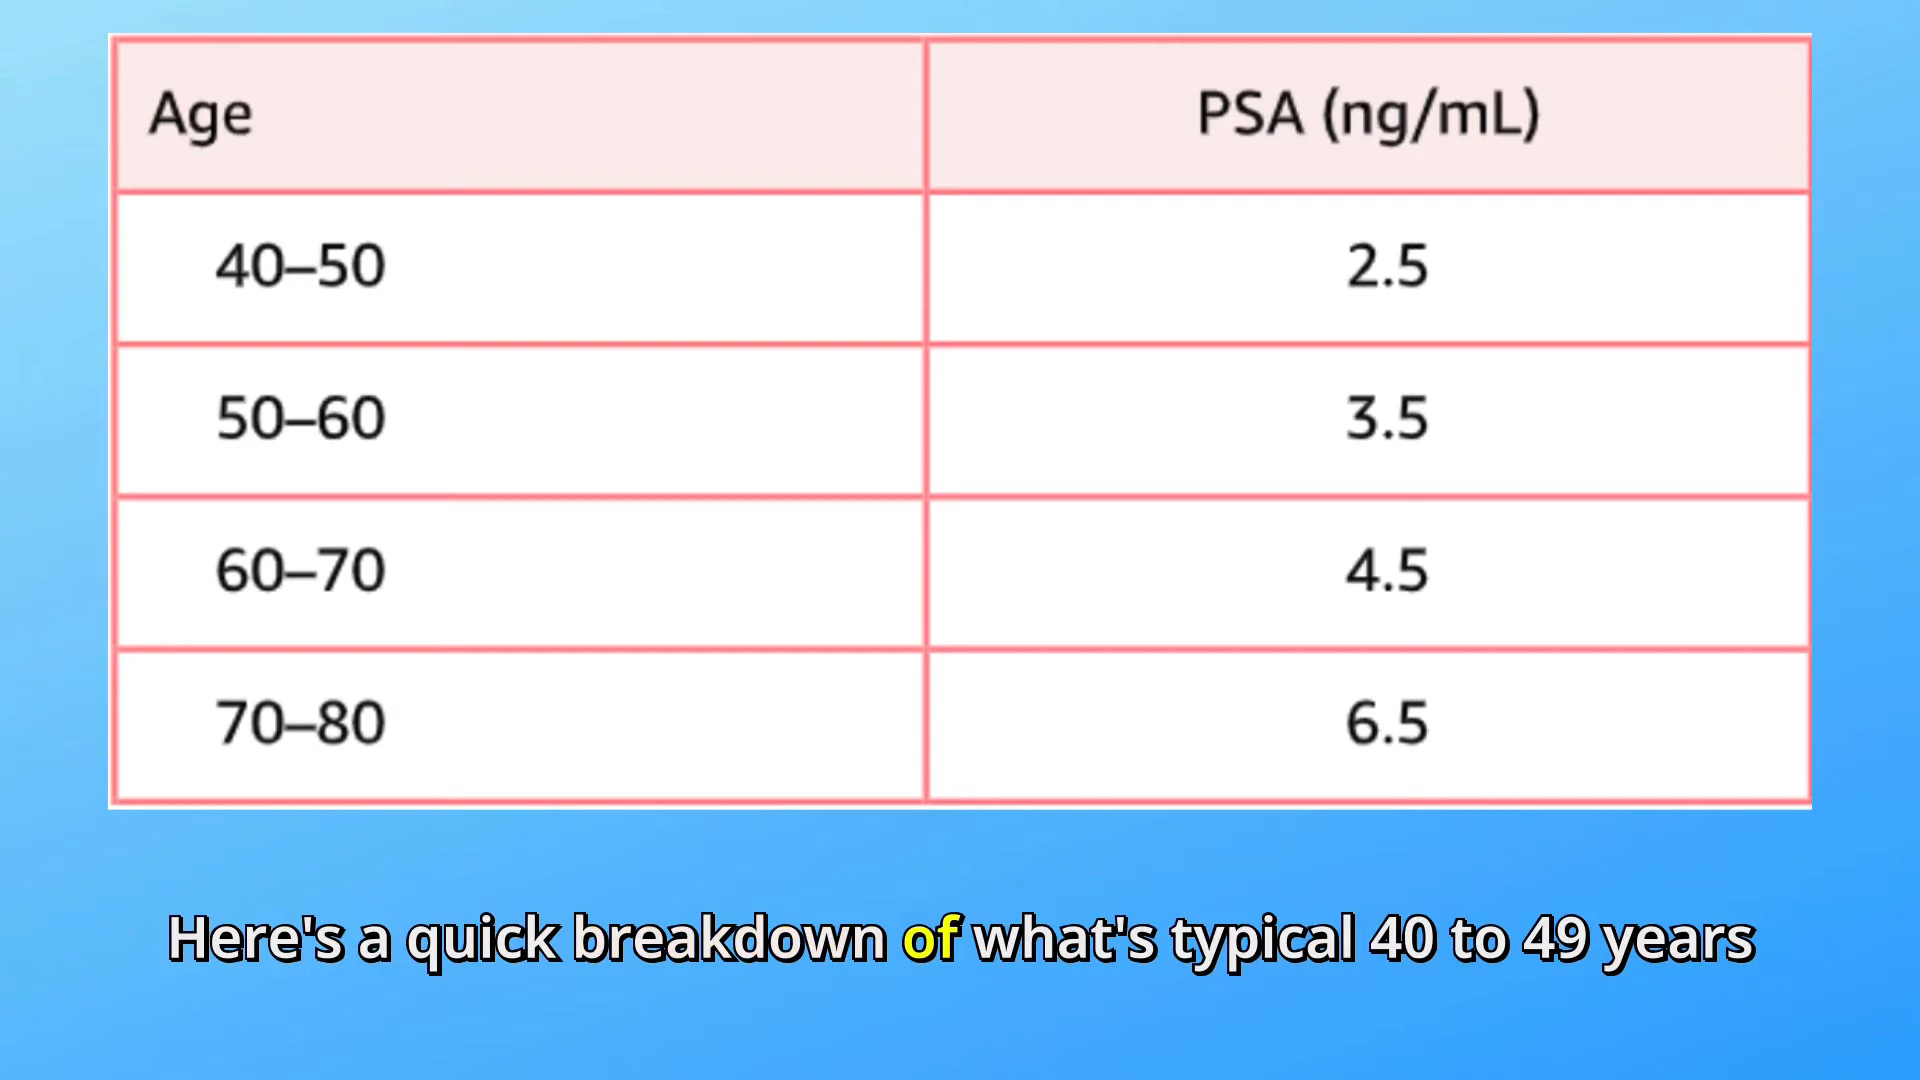 Age PSA (ng/mL)
40–50 2.5
50–60 3.5
60–70 4.5
70–80 6.5
Here's a quick breakdown of what's typical 40 to 49 years